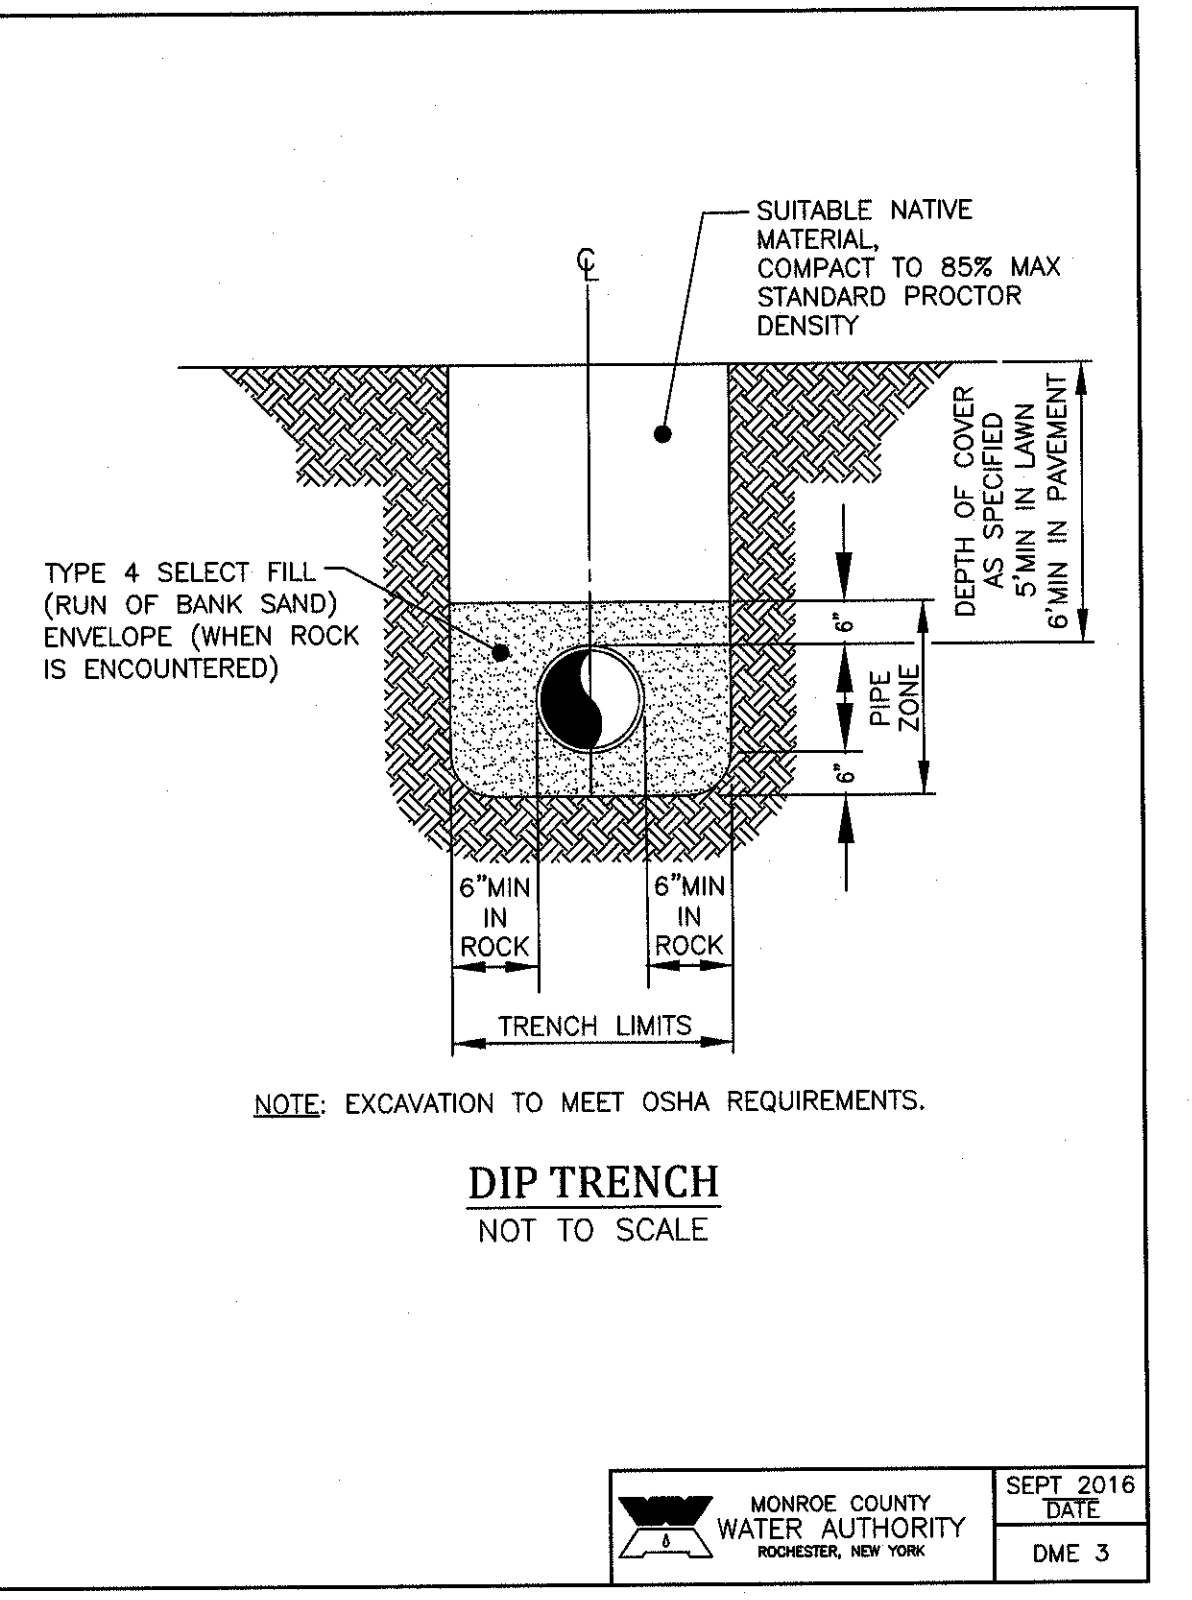 SUITABLE NATIVE
MATERIAL,
COMPACT TO 85% MAX
STANDARD PROCTOR
DENSITY
℄
DEPTH OF COVER
AS SPECIFIED
5'MIN IN LAWN
6'MIN IN PAVEMENT
TYPE 4 SELECT FILL
(RUN OF BANK SAND)
ENVELOPE (WHEN ROCK
IS ENCOUNTERED)
6"
PIPE
ZONE
6"
6"MIN
IN
ROCK
6"MIN
IN
ROCK
TRENCH LIMITS
NOTE: EXCAVATION TO MEET OSHA REQUIREMENTS.
DIP TRENCH
NOT TO SCALE
MONROE COUNTY
WATER AUTHORITY
ROCHESTER, NEW YORK
SEPT 2016
DATE
DME 3